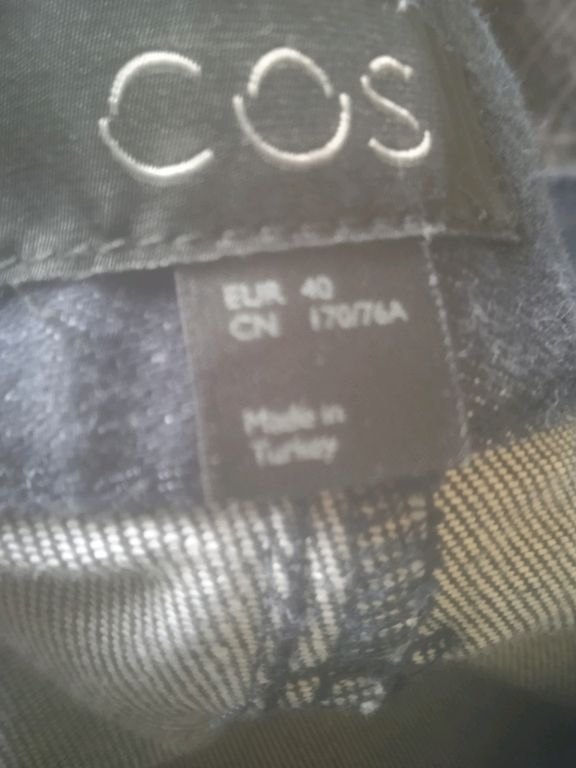 COS
EUR 40
CN 170/76A
Made in
Turkey